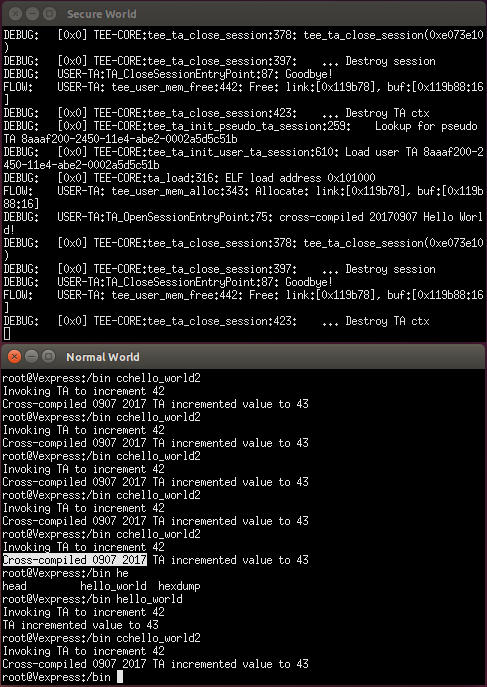 Secure World
DEBUG:   [0x0] TEE-CORE:tee_ta_close_session:378: tee_ta_close_session(0xe073e10
)
DEBUG:   [0x0] TEE-CORE:tee_ta_close_session:397:    ... Destroy session
DEBUG:   USER-TA:TA_CloseSessionEntryPoint:87: Goodbye!
FLOW:    USER-TA: tee_user_mem_free:442: Free: link:[0x119b78], buf:[0x119b88:16
]
DEBUG:   [0x0] TEE-CORE:tee_ta_close_session:423:    ... Destroy TA ctx
DEBUG:   [0x0] TEE-CORE:tee_ta_init_pseudo_ta_session:259:    Lookup for pseudo
TA 8aaaf200-2450-11e4-abe2-0002a5d5c51b
DEBUG:   [0x0] TEE-CORE:tee_ta_init_user_ta_session:610: Load user TA 8aaaf200-2
450-11e4-abe2-0002a5d5c51b
DEBUG:   [0x0] TEE-CORE:ta_load:316: ELF load address 0x101000
FLOW:    USER-TA: tee_user_mem_alloc:343: Allocate: link:[0x119b78], buf:[0x119b
88:16]
DEBUG:   USER-TA:TA_OpenSessionEntryPoint:75: cross-compiled 20170907 Hello Worl
d!
DEBUG:   [0x0] TEE-CORE:tee_ta_close_session:378: tee_ta_close_session(0xe073e10
)
DEBUG:   [0x0] TEE-CORE:tee_ta_close_session:397:    ... Destroy session
DEBUG:   USER-TA:TA_CloseSessionEntryPoint:87: Goodbye!
FLOW:    USER-TA: tee_user_mem_free:442: Free: link:[0x119b78], buf:[0x119b88:16
]
DEBUG:   [0x0] TEE-CORE:tee_ta_close_session:423:    ... Destroy TA ctx
Normal World
root@Vexpress:/bin cchello_world2
Invoking TA to increment 42
Cross-compiled 0907 2017 TA incremented value to 43
root@Vexpress:/bin cchello_world2
Invoking TA to increment 42
Cross-compiled 0907 2017 TA incremented value to 43
root@Vexpress:/bin cchello_world2
Invoking TA to increment 42
Cross-compiled 0907 2017 TA incremented value to 43
root@Vexpress:/bin cchello_world2
Invoking TA to increment 42
Cross-compiled 0907 2017 TA incremented value to 43
root@Vexpress:/bin cchello_world2
Invoking TA to increment 42
Cross-compiled 0907 2017 TA incremented value to 43
root@Vexpress:/bin he
head         hello_world  hexdump
root@Vexpress:/bin hello_world
Invoking TA to increment 42
TA incremented value to 43
root@Vexpress:/bin cchello_world2
Invoking TA to increment 42
Cross-compiled 0907 2017 TA incremented value to 43
root@Vexpress:/bin